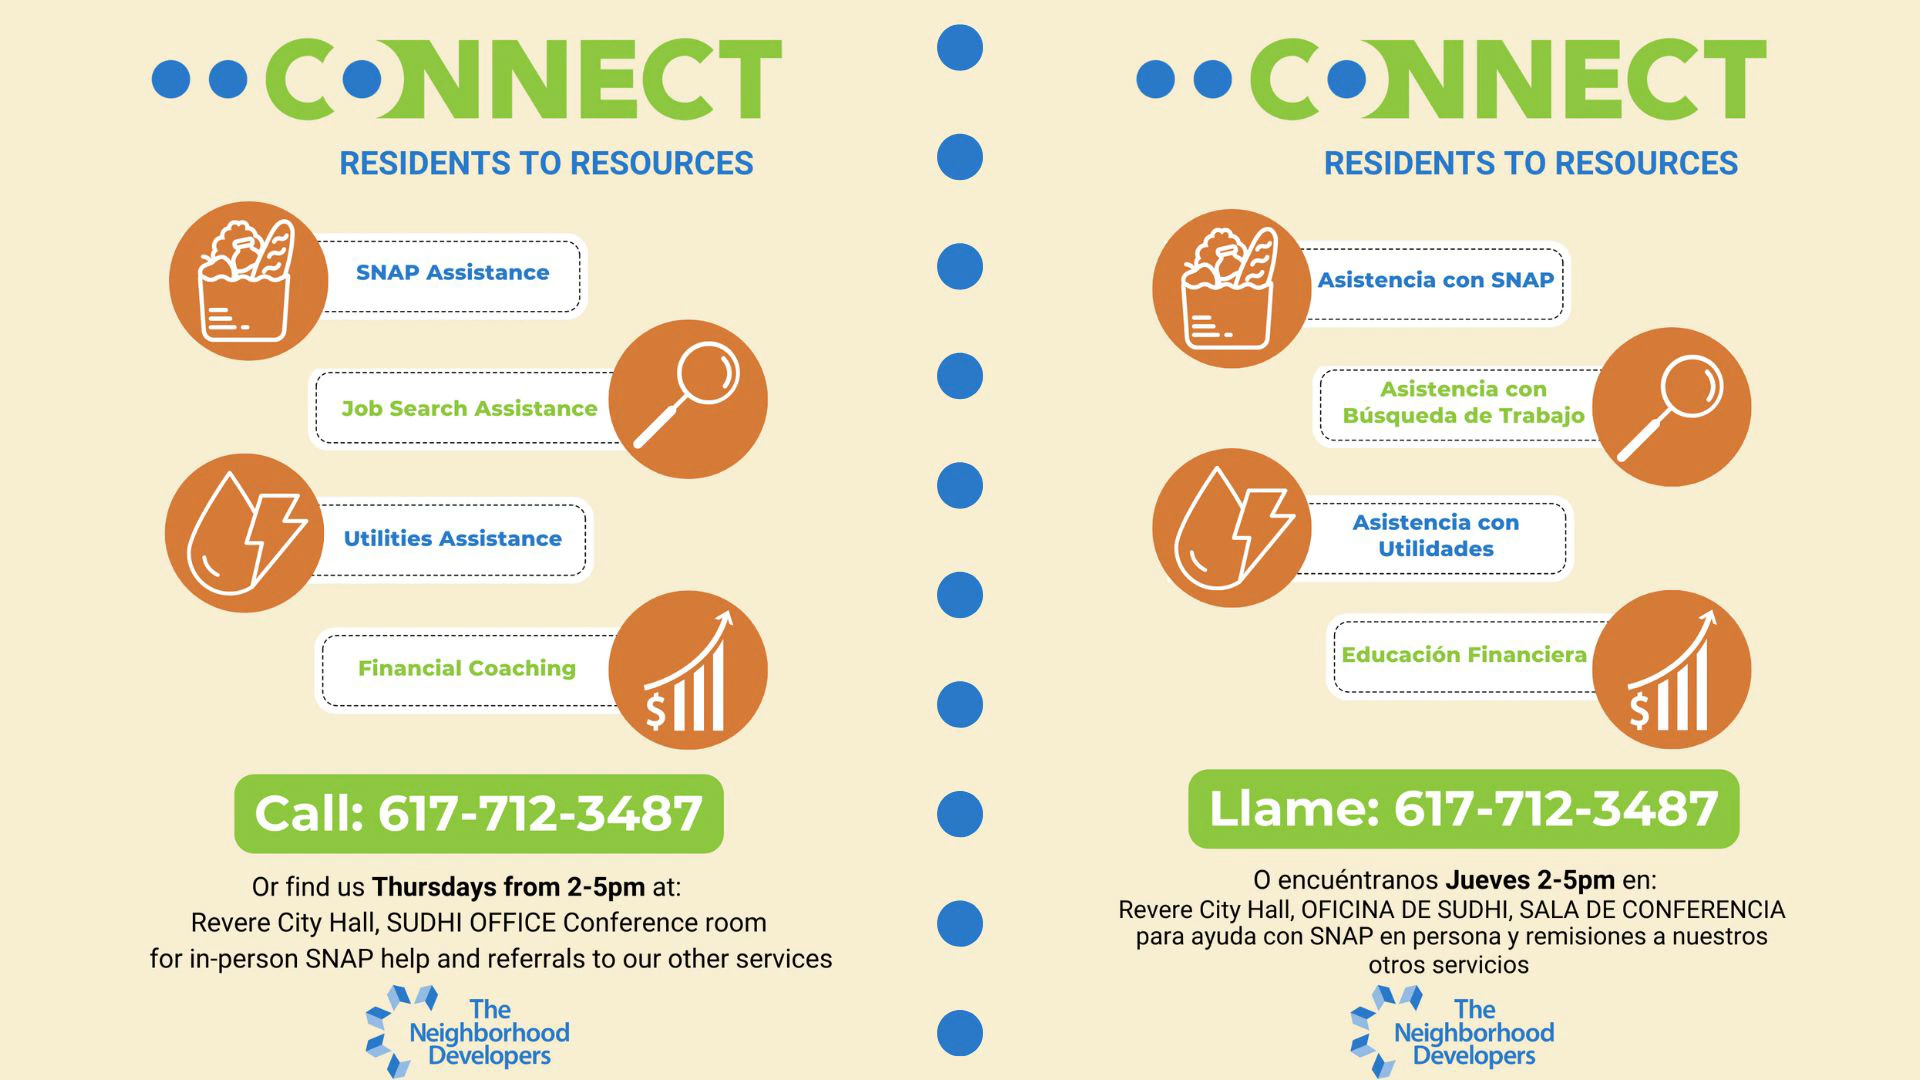 CONNECT
RESIDENTS TO RESOURCES
SNAP Assistance
Job Search Assistance
Utilities Assistance
Financial Coaching
$
Call: 617-712-3487
Or find us Thursdays from 2-5pm at:
Revere City Hall, SUDHI OFFICE Conference room
for in-person SNAP help and referrals to our other services
The
Neighborhood
Developers
CONNECT
RESIDENTS TO RESOURCES
Asistencia con SNAP
Asistencia con
Búsqueda de Trabajo
Asistencia con
Utilidades
Educación Financiera
$
Llame: 617-712-3487
O encuéntranos Jueves 2-5pm en:
Revere City Hall, OFICINA DE SUDHI, SALA DE CONFERENCIA
para ayuda con SNAP en persona y remisiones a nuestros
otros servicios
The
Neighborhood
Developers